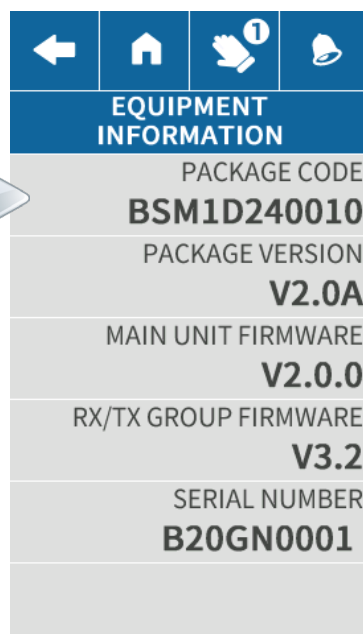 1
EQUIPMENT
INFORMATION
PACKAGE CODE
BSM1D240010
PACKAGE VERSION
V2.0A
MAIN UNIT FIRMWARE
V2.0.0
RX/TX GROUP FIRMWARE
V3.2
SERIAL NUMBER
B20GN0001